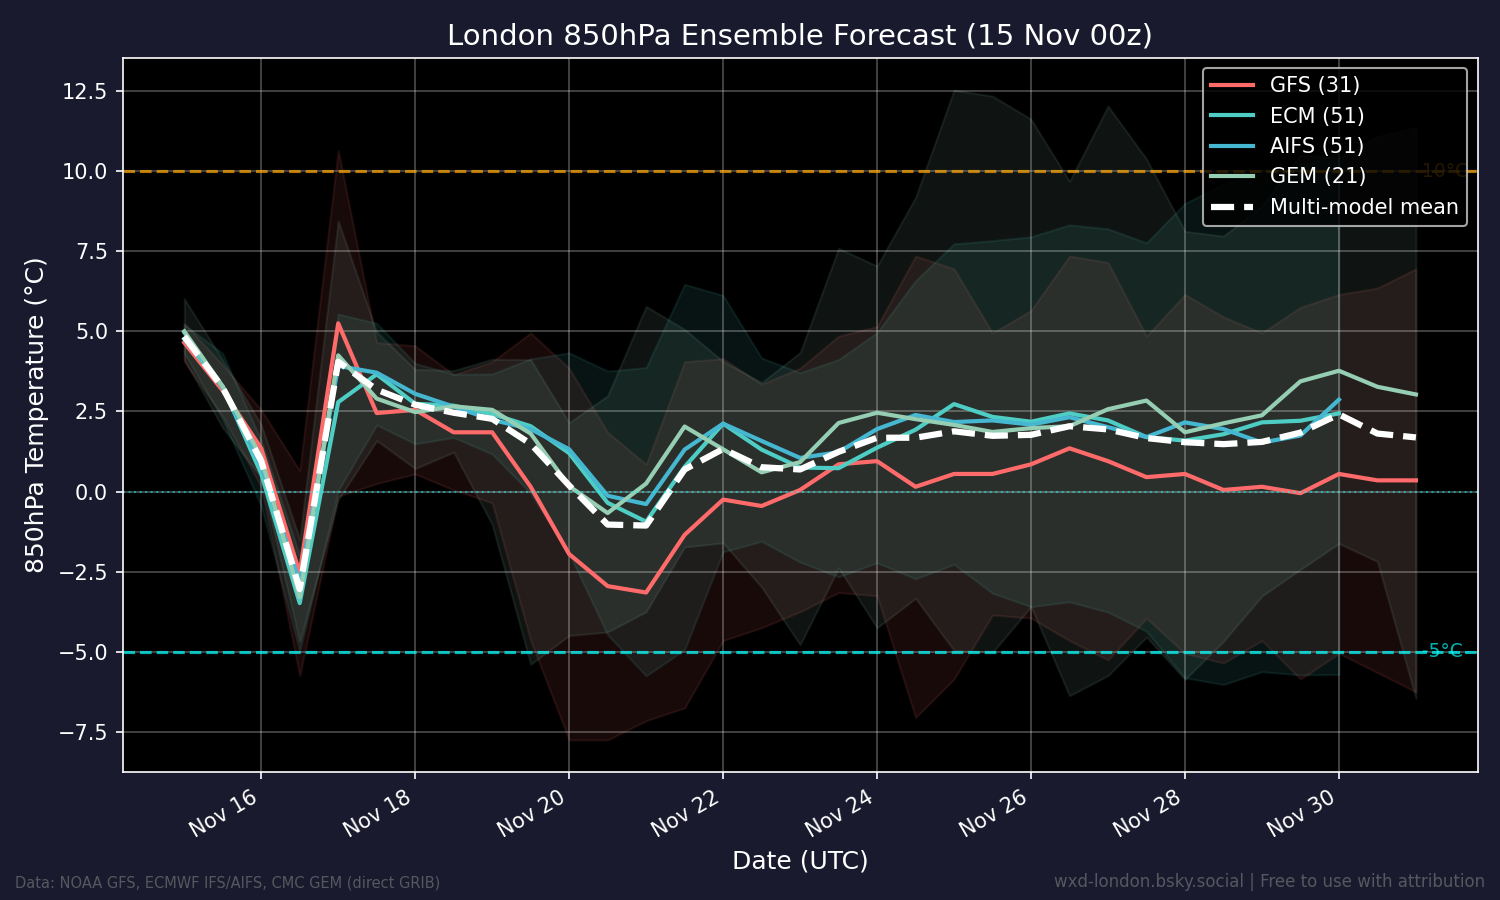 London 850hPa Ensemble Forecast (15 Nov 00z)
GFS (31)
ECM (51)
AIFS (51)
GEM (21)
Multi-model mean
12.5
10.0
7.5
5.0
2.5
0.0
−2.5
−5.0
−7.5
10°C
-5°C
850hPa Temperature (°C)
Nov 16
Nov 18
Nov 20
Nov 22
Nov 24
Nov 26
Nov 28
Nov 30
Date (UTC)
Data: NOAA GFS, ECMWF IFS/AIFS, CMC GEM (direct GRIB)
wxd-london.bsky.social | Free to use with attribution